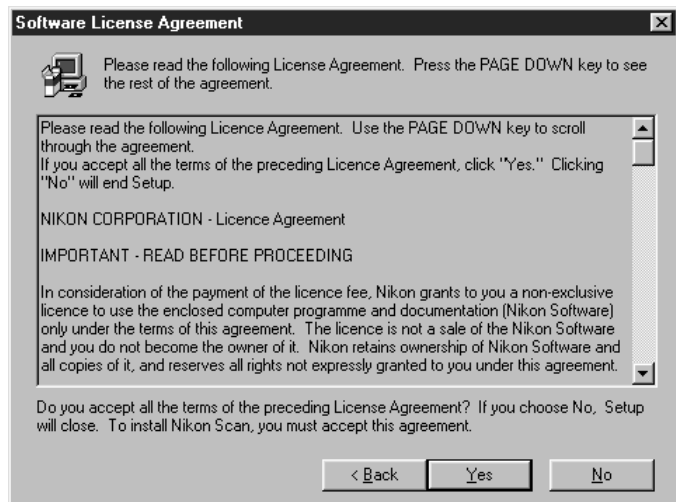 Software License Agreement
Please read the following License Agreement. Press the PAGE DOWN key to see
the rest of the agreement.
Please read the following Licence Agreement. Use the PAGE DOWN key to scroll
through the agreement.
If you accept all the terms of the preceding Licence Agreement, click "Yes." Clicking
"No" will end Setup.
NIKON CORPORATION - Licence Agreement
IMPORTANT - READ BEFORE PROCEEDING
In consideration of the payment of the licence fee, Nikon grants to you a non-exclusive
licence to use the enclosed computer programme and documentation (Nikon Software)
only under the terms of this agreement. The licence is not a sale of the Nikon Software
and you do not become the owner of it. Nikon retains ownership of Nikon Software and
all copies of it, and reserves all rights not expressly granted to you under this agreement.
Do you accept all the terms of the preceding License Agreement? If you choose No, Setup
will close. To install Nikon Scan, you must accept this agreement.
< Back Yes No